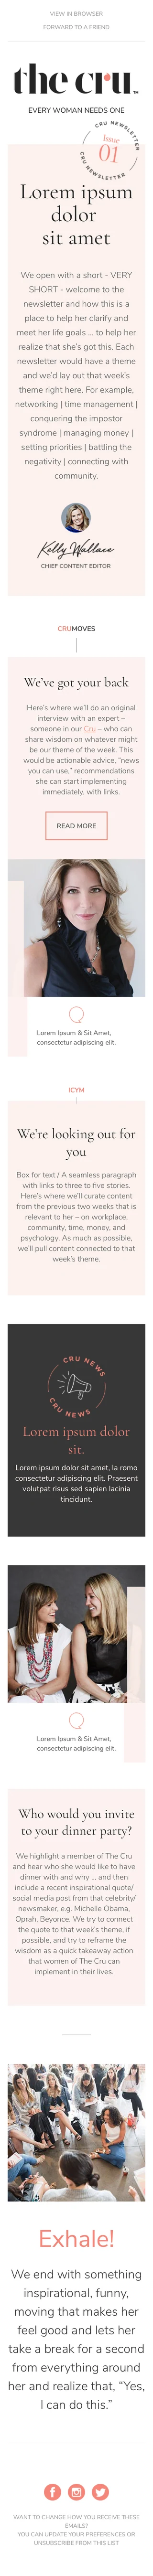 VIEW IN BROWSER
FORWARD TO A FRIEND
the cru.™
EVERY WOMAN NEEDS ONE
CRU NEWSLETTER
Issue
01
CRU NEWSLETTER
Lorem ipsum
dolor
sit amet
We open with a short - VERY
SHORT - welcome to the
newsletter and how this is a
place to help her clarify and
meet her life goals ... to help her
realize that she's got this. Each
newsletter would have a theme
and we'd lay out that week's
theme right here. For example,
networking | time management |
conquering the impostor
syndrome | managing money |
setting priorities | battling the
negativity | connecting with
community.
Kelly Wallace
CHIEF CONTENT EDITOR
CRUMOVES
We've got your back
Here's where we'll do an original
interview with an expert –
someone in our Cru – who can
share wisdom on whatever might
be our theme of the week. This
would be actionable advice, "news
you can use," recommendations
she can start implementing
immediately, with links.
READ MORE
Lorem Ipsum & Sit Amet,
consectetur adipiscing elit.
ICYM
We're looking out for
you
Box for text / A seamless paragraph
with links to three to five stories.
Here's where we'll curate content
from the previous two weeks that is
relevant to her – on workplace,
community, time, money, and
psychology. As much as possible,
we'll pull content connected to that
week's theme.
CRU NEWS
CRU NEWS
Lorem ipsum dolor
sit.
Lorem ipsum dolor sit amet, la romo
consectetur adipiscing elit. Praesent
volutpat risus sed sapien lacinia
tincidunt.
Lorem Ipsum & Sit Amet,
consectetur adipiscing elit.
Who would you invite
to your dinner party?
We highlight a member of The Cru
and hear who she would like to have
dinner with and why ... and then
include a recent inspirational quote/
social media post from that celebrity/
newsmaker, e.g. Michelle Obama,
Oprah, Beyonce. We try to connect
the quote to that week's theme, if
possible, and try to reframe the
wisdom as a quick takeaway action
that women of The Cru can
implement in their lives.
Exhale!
We end with something
inspirational, funny,
moving that makes her
feel good and lets her
take a break for a second
from everything around
her and realize that, "Yes,
I can do this."
WANT TO CHANGE HOW YOU RECEIVE THESE
EMAILS?
YOU CAN UPDATE YOUR PREFERENCES OR
UNSUBSCRIBE FROM THIS LIST